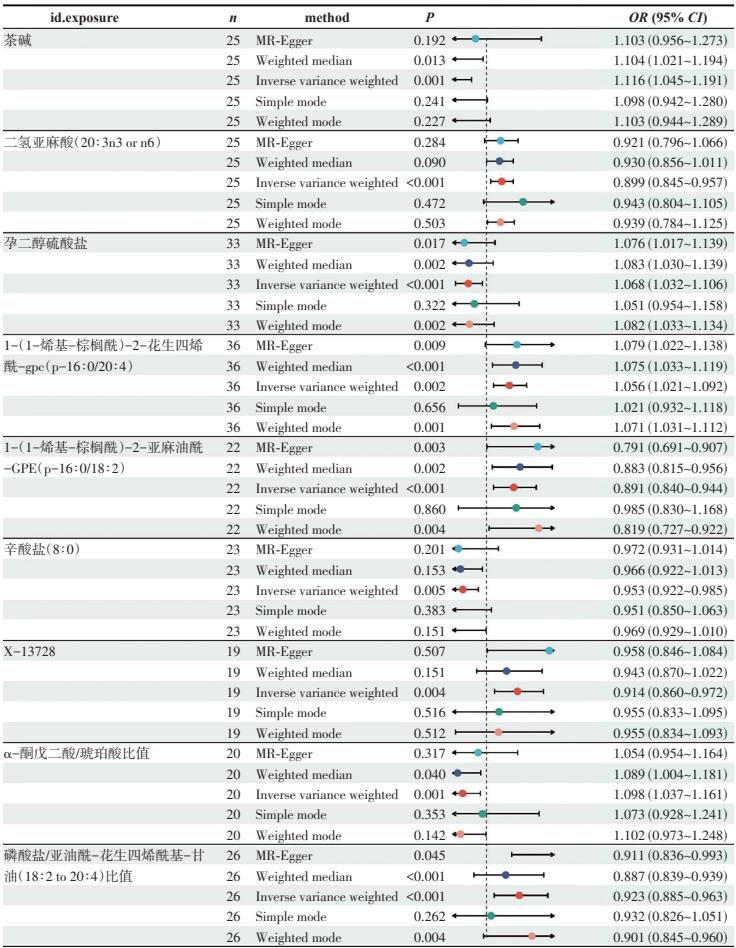 id.exposure n method P OR (95% CI)
茶碱 25 MR-Egger 0.192 1.103 (0.956~1.273)
25 Weighted median 0.013 1.104 (1.021~1.194)
25 Inverse variance weighted 0.001 1.116 (1.045~1.191)
25 Simple mode 0.241 1.098 (0.942~1.280)
25 Weighted mode 0.227 1.103 (0.944~1.289)
二氢亚麻酸(20∶3n3 or n6) 25 MR-Egger 0.284 0.921 (0.796~1.066)
25 Weighted median 0.090 0.930 (0.856~1.011)
25 Inverse variance weighted <0.001 0.899 (0.845~0.957)
25 Simple mode 0.472 0.943 (0.804~1.105)
25 Weighted mode 0.503 0.939 (0.784~1.125)
孕二醇硫酸盐 33 MR-Egger 0.017 1.076 (1.017~1.139)
33 Weighted median 0.002 1.083 (1.030~1.139)
33 Inverse variance weighted <0.001 1.068 (1.032~1.106)
33 Simple mode 0.322 1.051 (0.954~1.158)
33 Weighted mode 0.002 1.082 (1.033~1.134)
1-(1-烯基-棕榈酰)-2-花生四烯 36 MR-Egger 0.009 1.079 (1.022~1.138)
酰-gpc(p-16∶0/20∶4) 36 Weighted median <0.001 1.075 (1.033~1.119)
36 Inverse variance weighted 0.002 1.056 (1.021~1.092)
36 Simple mode 0.656 1.021 (0.932~1.118)
36 Weighted mode 0.001 1.071 (1.031~1.112)
1-(1-烯基-棕榈酰)-2-亚麻油酰 22 MR-Egger 0.003 0.791 (0.691~0.907)
-GPE(p-16∶0/18∶2) 22 Weighted median 0.002 0.883 (0.815~0.956)
22 Inverse variance weighted <0.001 0.891 (0.840~0.944)
22 Simple mode 0.860 0.985 (0.830~1.168)
22 Weighted mode 0.004 0.819 (0.727~0.922)
辛酸盐(8∶0) 23 MR-Egger 0.201 0.972 (0.931~1.014)
23 Weighted median 0.153 0.966 (0.922~1.013)
23 Inverse variance weighted 0.005 0.953 (0.922~0.985)
23 Simple mode 0.383 0.951 (0.850~1.063)
23 Weighted mode 0.151 0.969 (0.929~1.010)
X-13728 19 MR-Egger 0.507 0.958 (0.846~1.084)
19 Weighted median 0.151 0.943 (0.870~1.022)
19 Inverse variance weighted 0.004 0.914 (0.860~0.972)
19 Simple mode 0.516 0.955 (0.833~1.095)
19 Weighted mode 0.512 0.955 (0.834~1.093)
α-酮戊二酸/琥珀酸比值 20 MR-Egger 0.317 1.054 (0.954~1.164)
20 Weighted median 0.040 1.089 (1.004~1.181)
20 Inverse variance weighted 0.001 1.098 (1.037~1.161)
20 Simple mode 0.353 1.073 (0.928~1.241)
20 Weighted mode 0.142 1.102 (0.973~1.248)
磷酸盐/亚油酰-花生四烯酰基-甘 26 MR-Egger 0.045 0.911 (0.836~0.993)
油(18∶2 to 20∶4)比值 26 Weighted median <0.001 0.887 (0.839~0.939)
26 Inverse variance weighted <0.001 0.923 (0.885~0.963)
26 Simple mode 0.262 0.932 (0.826~1.051)
26 Weighted mode 0.004 0.901 (0.845~0.960)